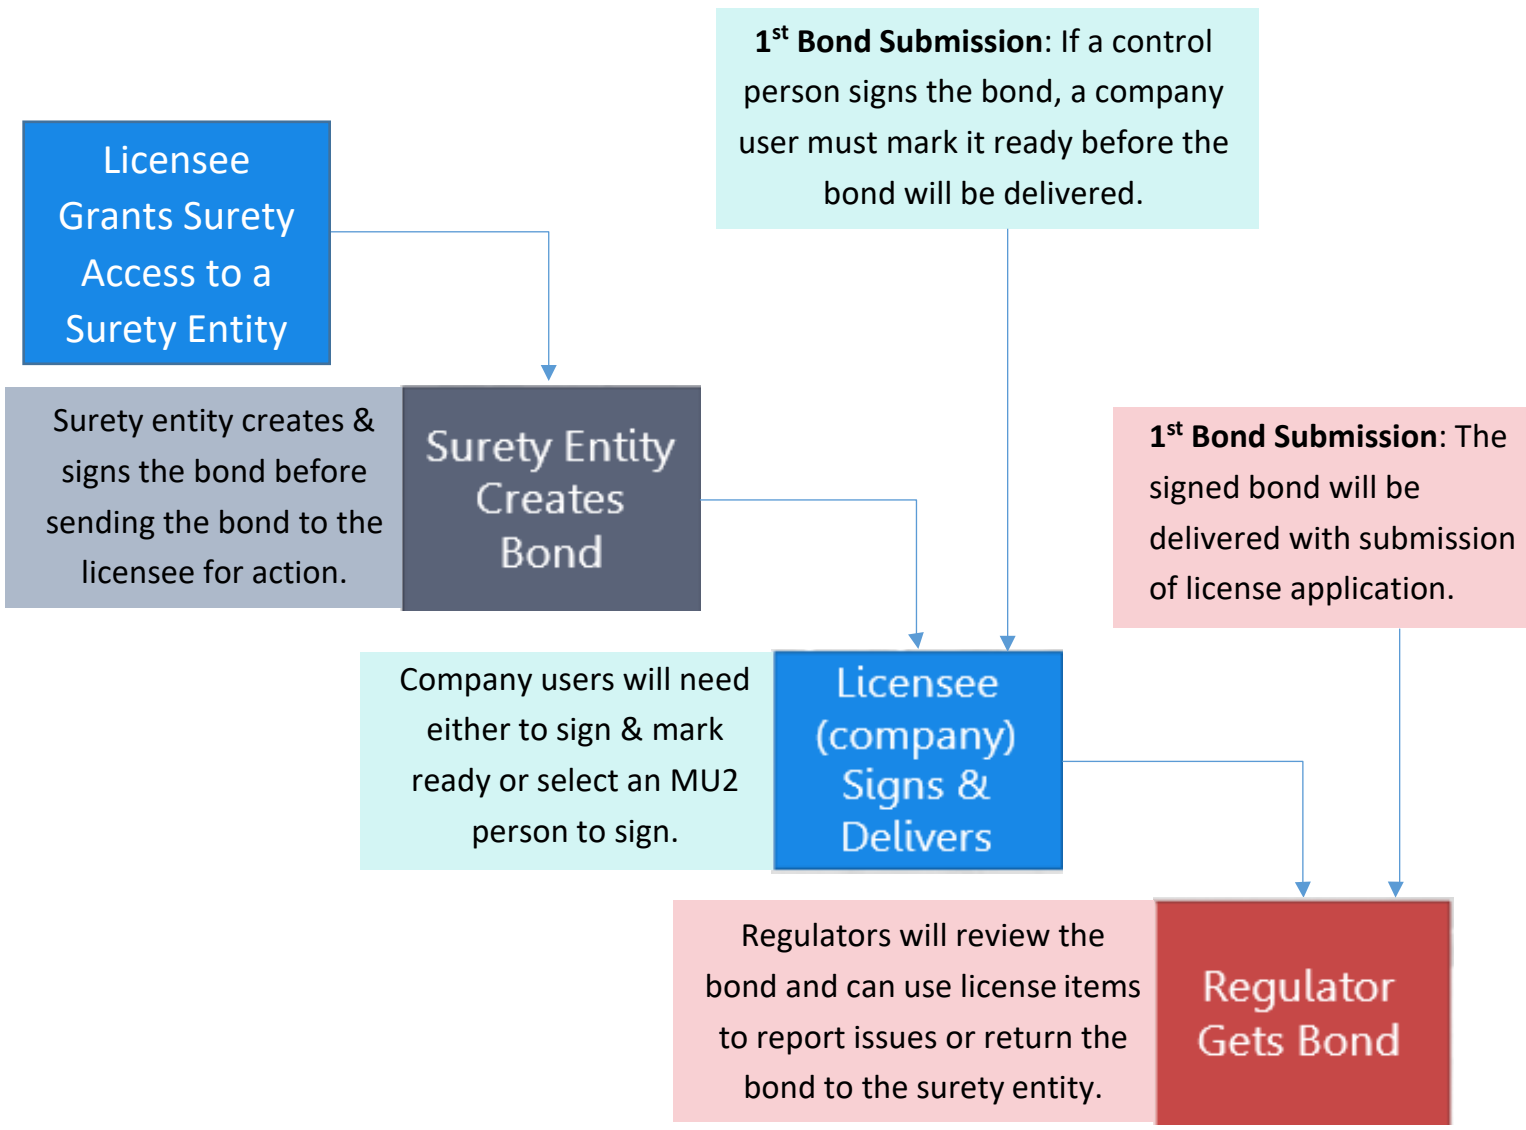 1st Bond Submission: If a control
person signs the bond, a company
user must mark it ready before the
bond will be delivered.
Licensee
Grants Surety
Access to a
Surety Entity
Surety entity creates &
signs the bond before
sending the bond to the
licensee for action.
Surety Entity
Creates
Bond
1st Bond Submission: The
signed bond will be
delivered with submission
of license application.
Company users will need
either to sign & mark
ready or select an MU2
person to sign.
Licensee
(company)
Signs &
Delivers
Regulators will review the
bond and can use license items
to report issues or return the
bond to the surety entity.
Regulator
Gets Bond